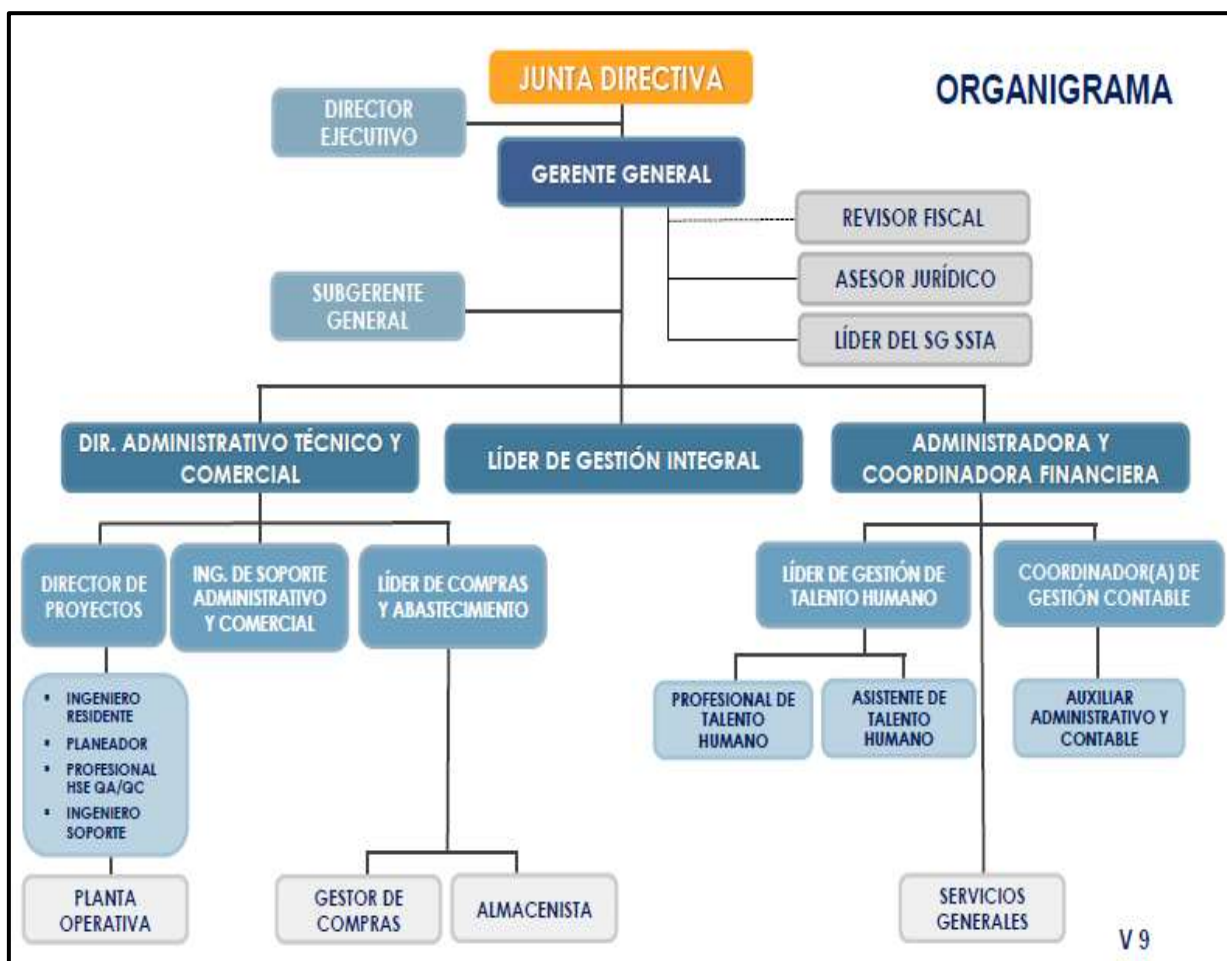 JUNTA DIRECTIVA
ORGANIGRAMA
DIRECTOR
EJECUTIVO
GERENTE GENERAL
REVISOR FISCAL
ASESOR JURÍDICO
LÍDER DEL SG SSTA
SUBGERENTE
GENERAL
DIR. ADMINISTRATIVO TÉCNICO Y
COMERCIAL
LÍDER DE GESTIÓN INTEGRAL
ADMINISTRADORA Y
COORDINADORA FINANCIERA
DIRECTOR DE
PROYECTOS
ING. DE SOPORTE
ADMINISTRATIVO
Y COMERCIAL
LÍDER DE COMPRAS
Y ABASTECIMIENTO
LÍDER DE GESTIÓN DE
TALENTO HUMANO
COORDINADOR(A) DE
GESTIÓN CONTABLE
▪ INGENIERO
RESIDENTE
▪ PLANEADOR
▪ PROFESIONAL
HSE QA/QC
▪ INGENIERO
SOPORTE
PROFESIONAL DE
TALENTO
HUMANO
ASISTENTE DE
TALENTO
HUMANO
AUXILIAR
ADMINISTRATIVO Y
CONTABLE
PLANTA
OPERATIVA
GESTOR DE
COMPRAS
ALMACENISTA
SERVICIOS
GENERALES
V 9